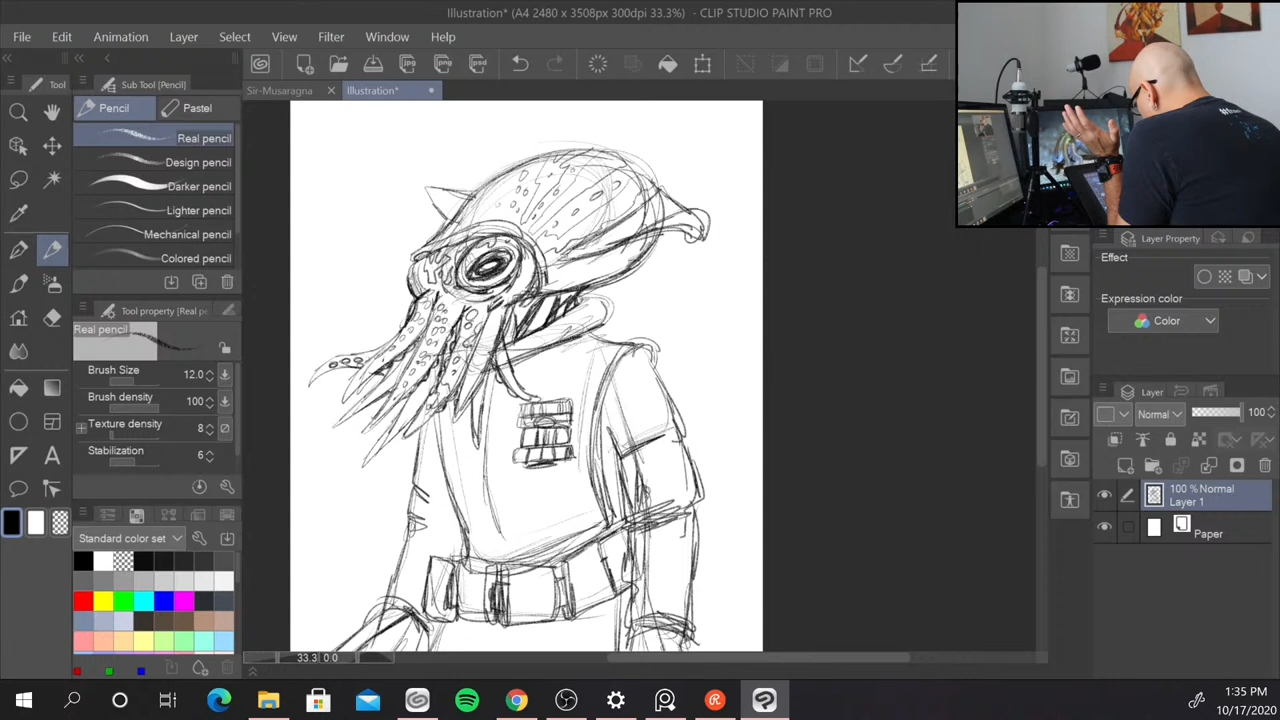 Illustration* (A4 2480 x 3508px 300dpi 33.3%) - CLIP STUDIO PAINT PRO
File Edit Animation Layer Select View Filter Window Help
Tool
Sub Tool [Pencil]
Sir-Musaragna
Illustration*
Pencil
Pastel
Real pencil
Design pencil
Darker pencil
Lighter pencil
Mechanical pencil
Colored pencil
Tool property [Real pe
Real pencil
Brush Size 12.0
Brush density 100
Texture density 8
Stabilization 6
Standard color set
33.3 0.0
Layer Property
Effect
Expression color
Color
Layer
Normal 100
100 % Normal
Layer 1
Paper
1:35 PM
10/17/2020